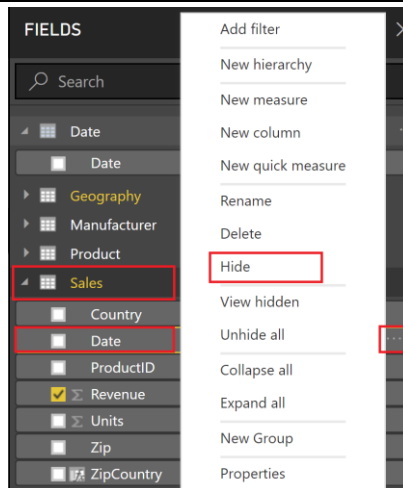 FIELDS
Search
Date
Date
Geography
Manufacturer
Product
Sales
Country
Date
ProductID
Revenue
Units
Zip
ZipCountry
Add filter
New hierarchy
New measure
New column
New quick measure
Rename
Delete
Hide
View hidden
Unhide all
Collapse all
Expand all
New Group
Properties